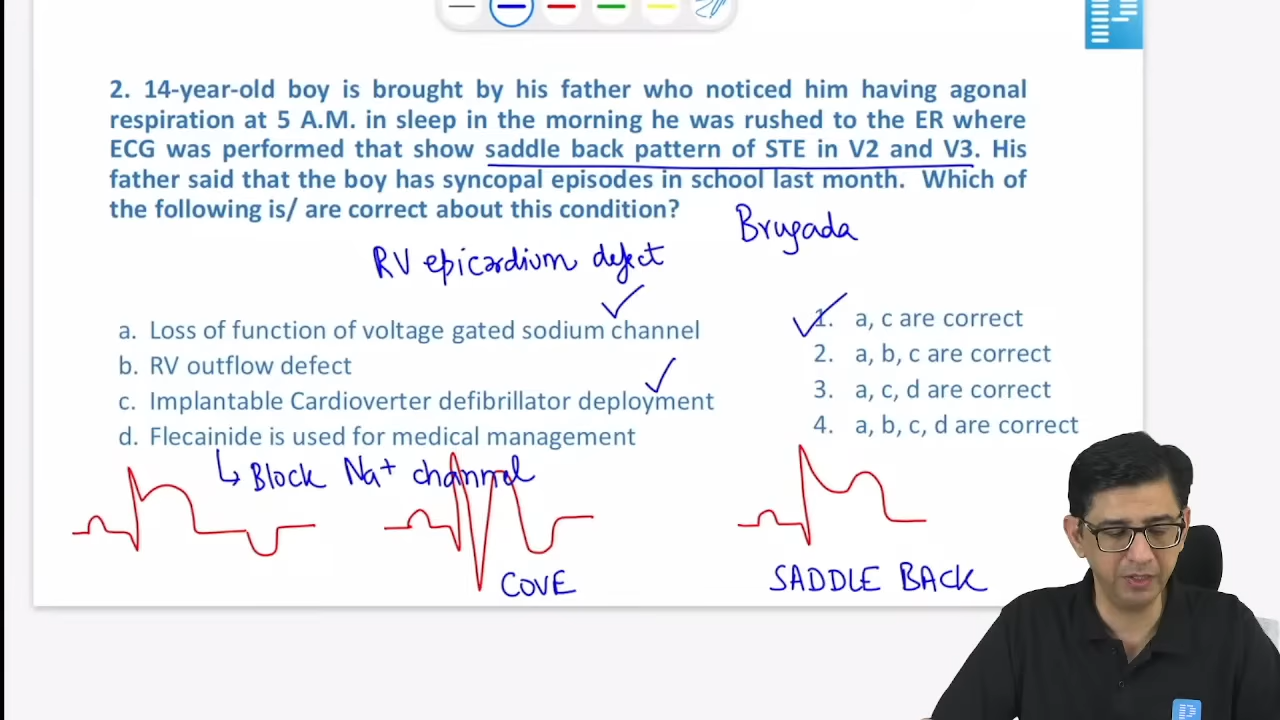 2. 14-year-old boy is brought by his father who noticed him having agonal
respiration at 5 A.M. in sleep in the morning he was rushed to the ER where
ECG was performed that show saddle back pattern of STE in V2 and V3. His
father said that the boy has syncopal episodes in school last month. Which of
the following is/ are correct about this condition?
Brugada
RV epicardium defect
a. Loss of function of voltage gated sodium channel
b. RV outflow defect
c. Implantable Cardioverter defibrillator deployment
d. Flecainide is used for medical management
Block Na+ channel
1. a, c are correct
2. a, b, c are correct
3. a, c, d are correct
4. a, b, c, d are correct
COVE
SADDLE BACK